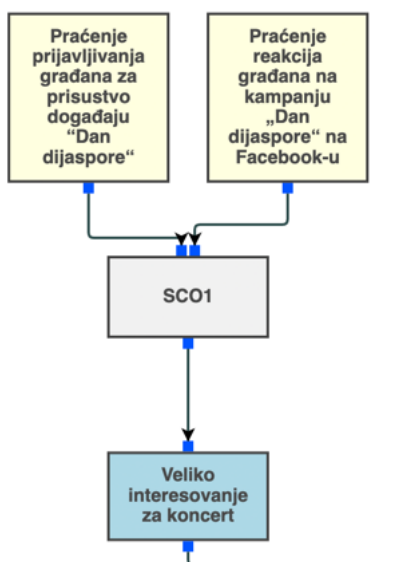 Praćenje
prijavljivanja
građana za
prisustvo
događaju
“Dan
dijaspore“
Praćenje
reakcija
građana na
kampanju
„Dan
dijaspore“ na
Facebook-u
SCO1
Veliko
interesovanje
za koncert